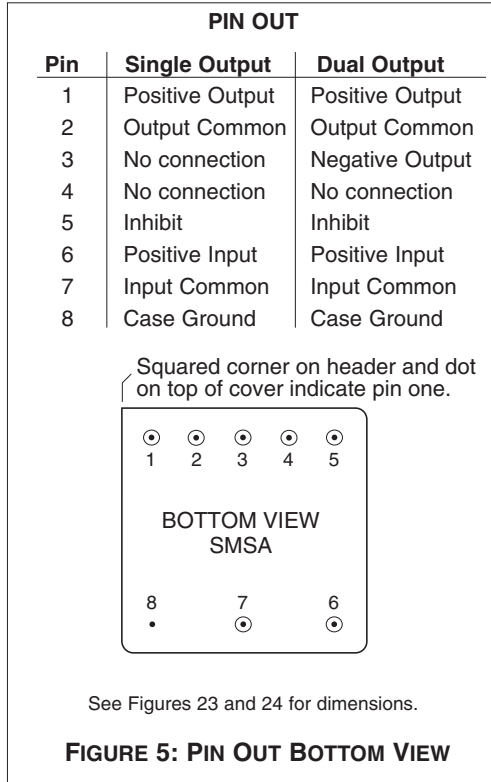 PIN OUT
Pin Single Output Dual Output
1 Positive Output Positive Output
2 Output Common Output Common
3 No connection Negative Output
4 No connection No connection
5 Inhibit Inhibit
6 Positive Input Positive Input
7 Input Common Input Common
8 Case Ground Case Ground
Squared corner on header and dot
on top of cover indicate pin one.
1 2 3 4 5
BOTTOM VIEW
SMSA
8 7 6
See Figures 23 and 24 for dimensions.
FIGURE 5: PIN OUT BOTTOM VIEW